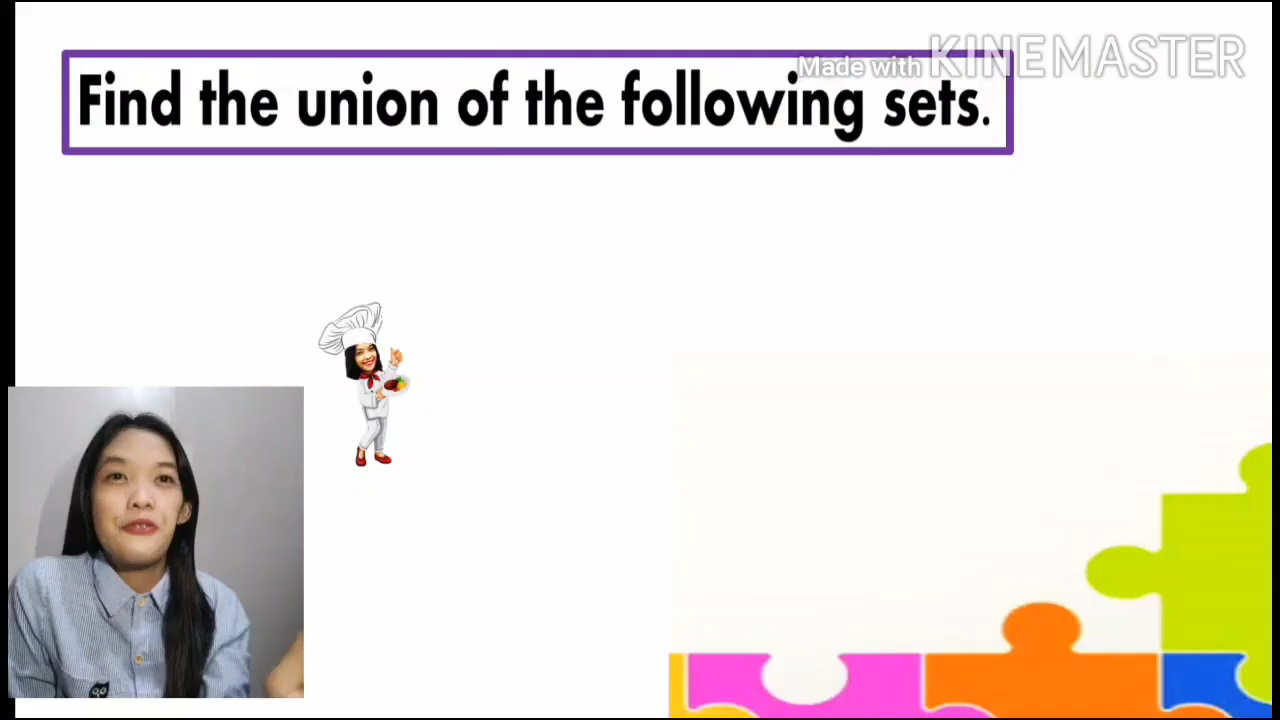 Made with KINEMASTER
Find the union of the following sets.